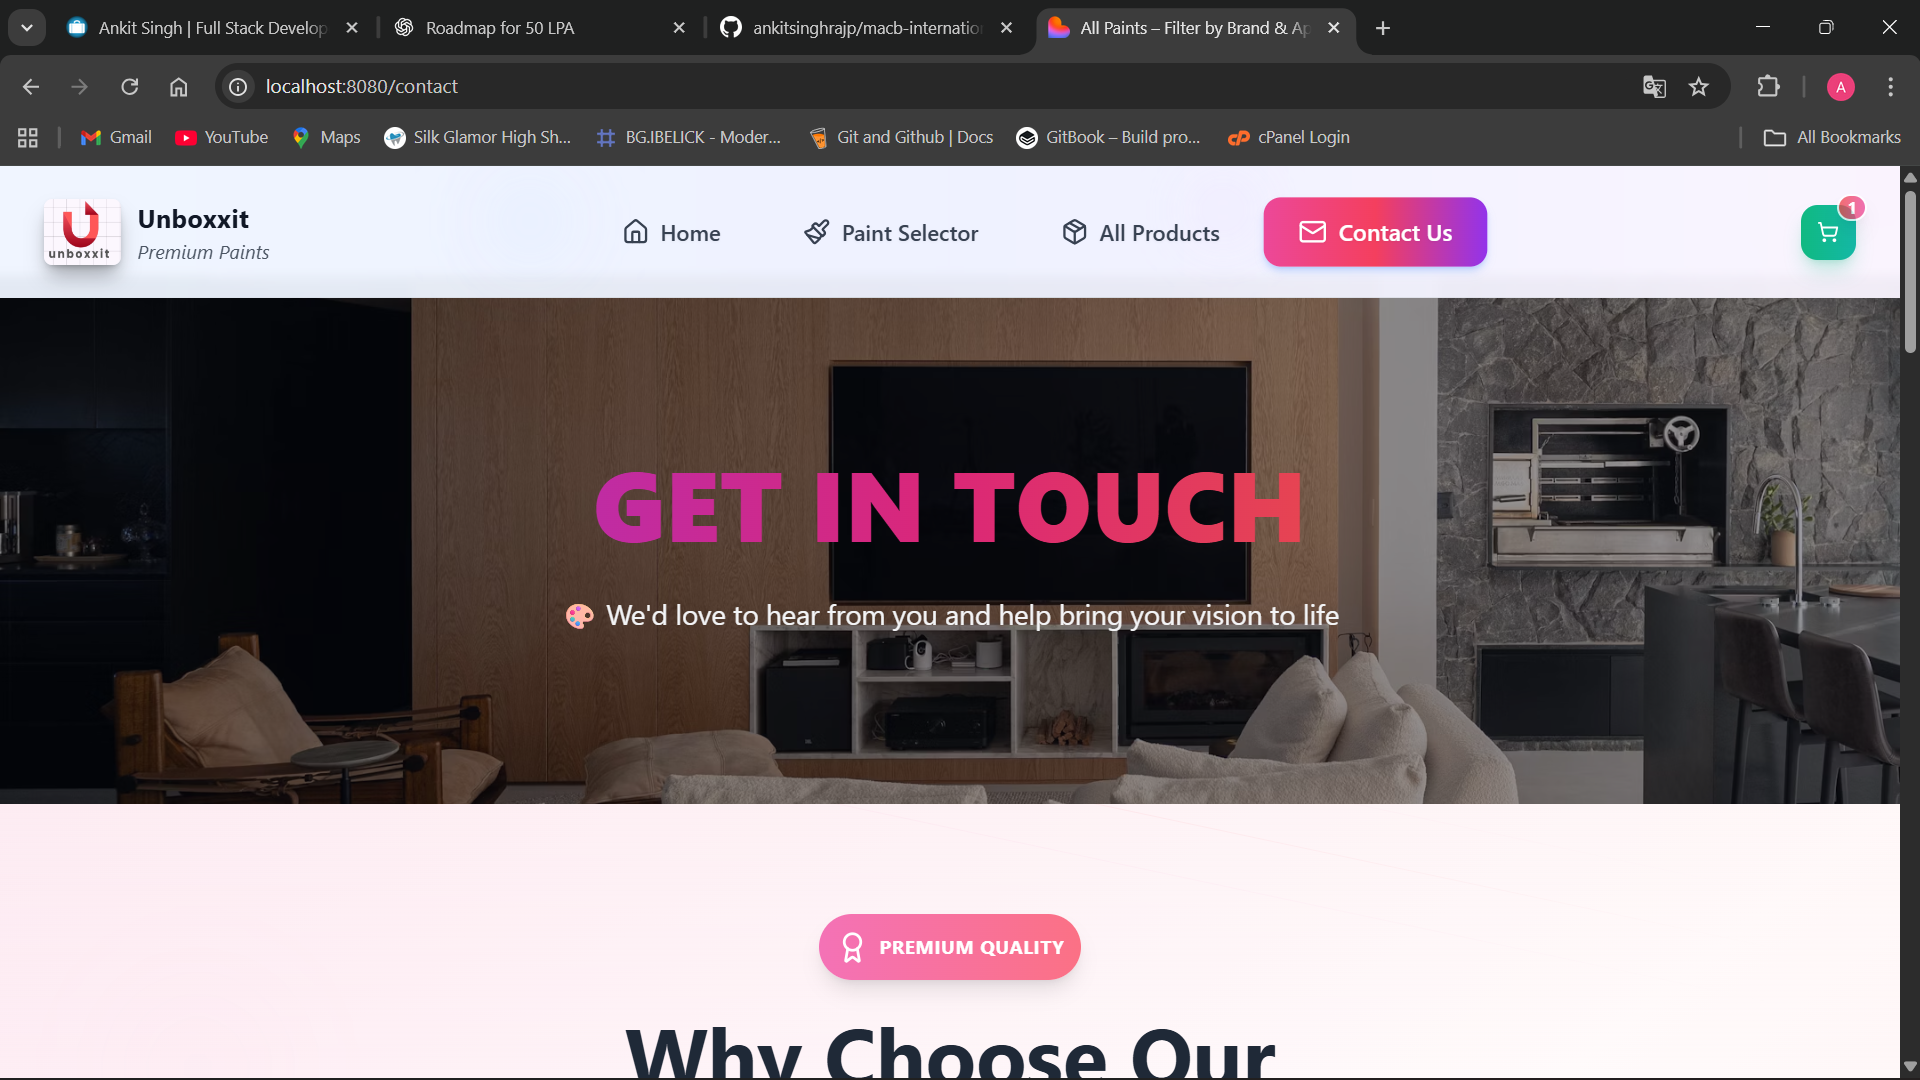 Ankit Singh | Full Stack Develop
Roadmap for 50 LPA
ankitsinghrajp/macb-internatio
All Paints – Filter by Brand & Ap
localhost:8080/contact
A
Gmail
YouTube
Maps
Silk Glamor High Sh...
BG.IBELICK - Moder...
Git and Github | Docs
GitBook – Build pro...
cPanel Login
All Bookmarks
unboxxit
Unboxxit
Premium Paints
Home
Paint Selector
All Products
Contact Us
1
GET IN TOUCH
🎨 We'd love to hear from you and help bring your vision to life
PREMIUM QUALITY
Why Choose Our